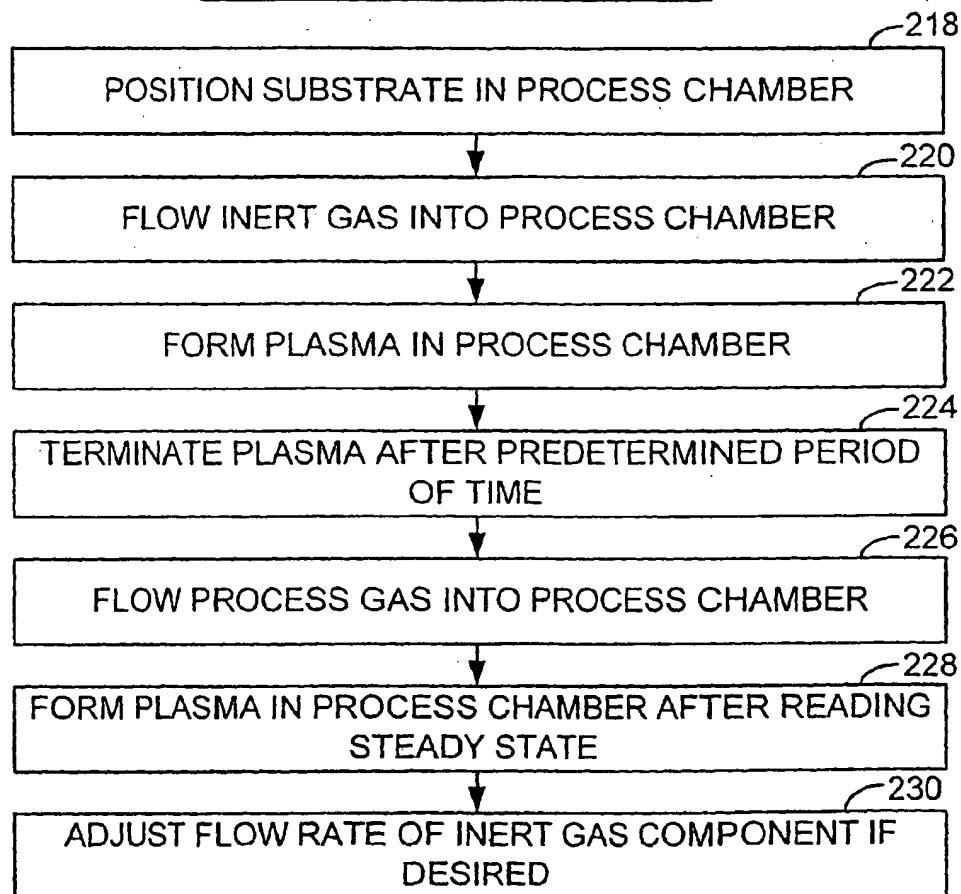 218
POSITION SUBSTRATE IN PROCESS CHAMBER
220
FLOW INERT GAS INTO PROCESS CHAMBER
222
FORM PLASMA IN PROCESS CHAMBER
224
TERMINATE PLASMA AFTER PREDETERMINED PERIOD
OF TIME
226
FLOW PROCESS GAS INTO PROCESS CHAMBER
228
FORM PLASMA IN PROCESS CHAMBER AFTER READING
STEADY STATE
230
ADJUST FLOW RATE OF INERT GAS COMPONENT IF
DESIRED